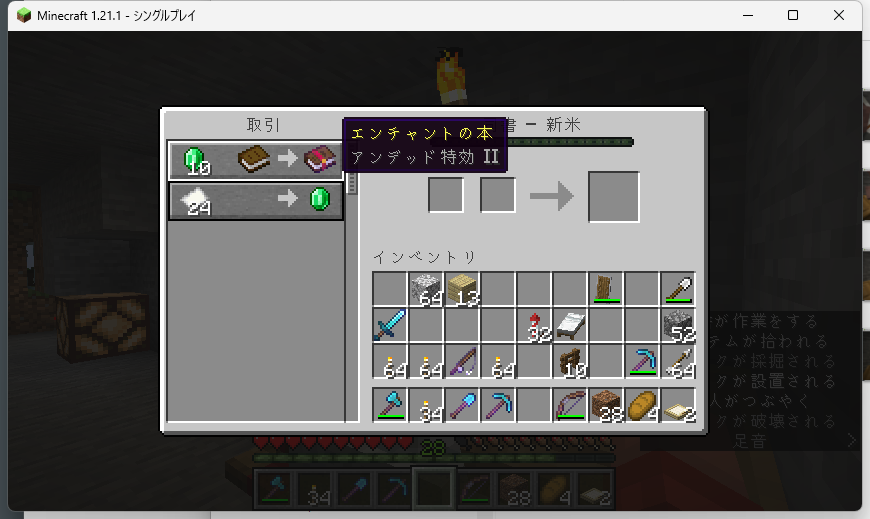 Minecraft 1.21.1 - シングルプレイ
取引
書 − 新米
エンチャントの本
アンデッド特効 II
10
24
インベントリ
64 13
32 52
64 64 64 10 64
34 28 4 2
が作業をする
テムが拾われる
クが採掘される
クが設置される
人がつぶやく
クが破壊される
足音 >
28
34 28 4 2